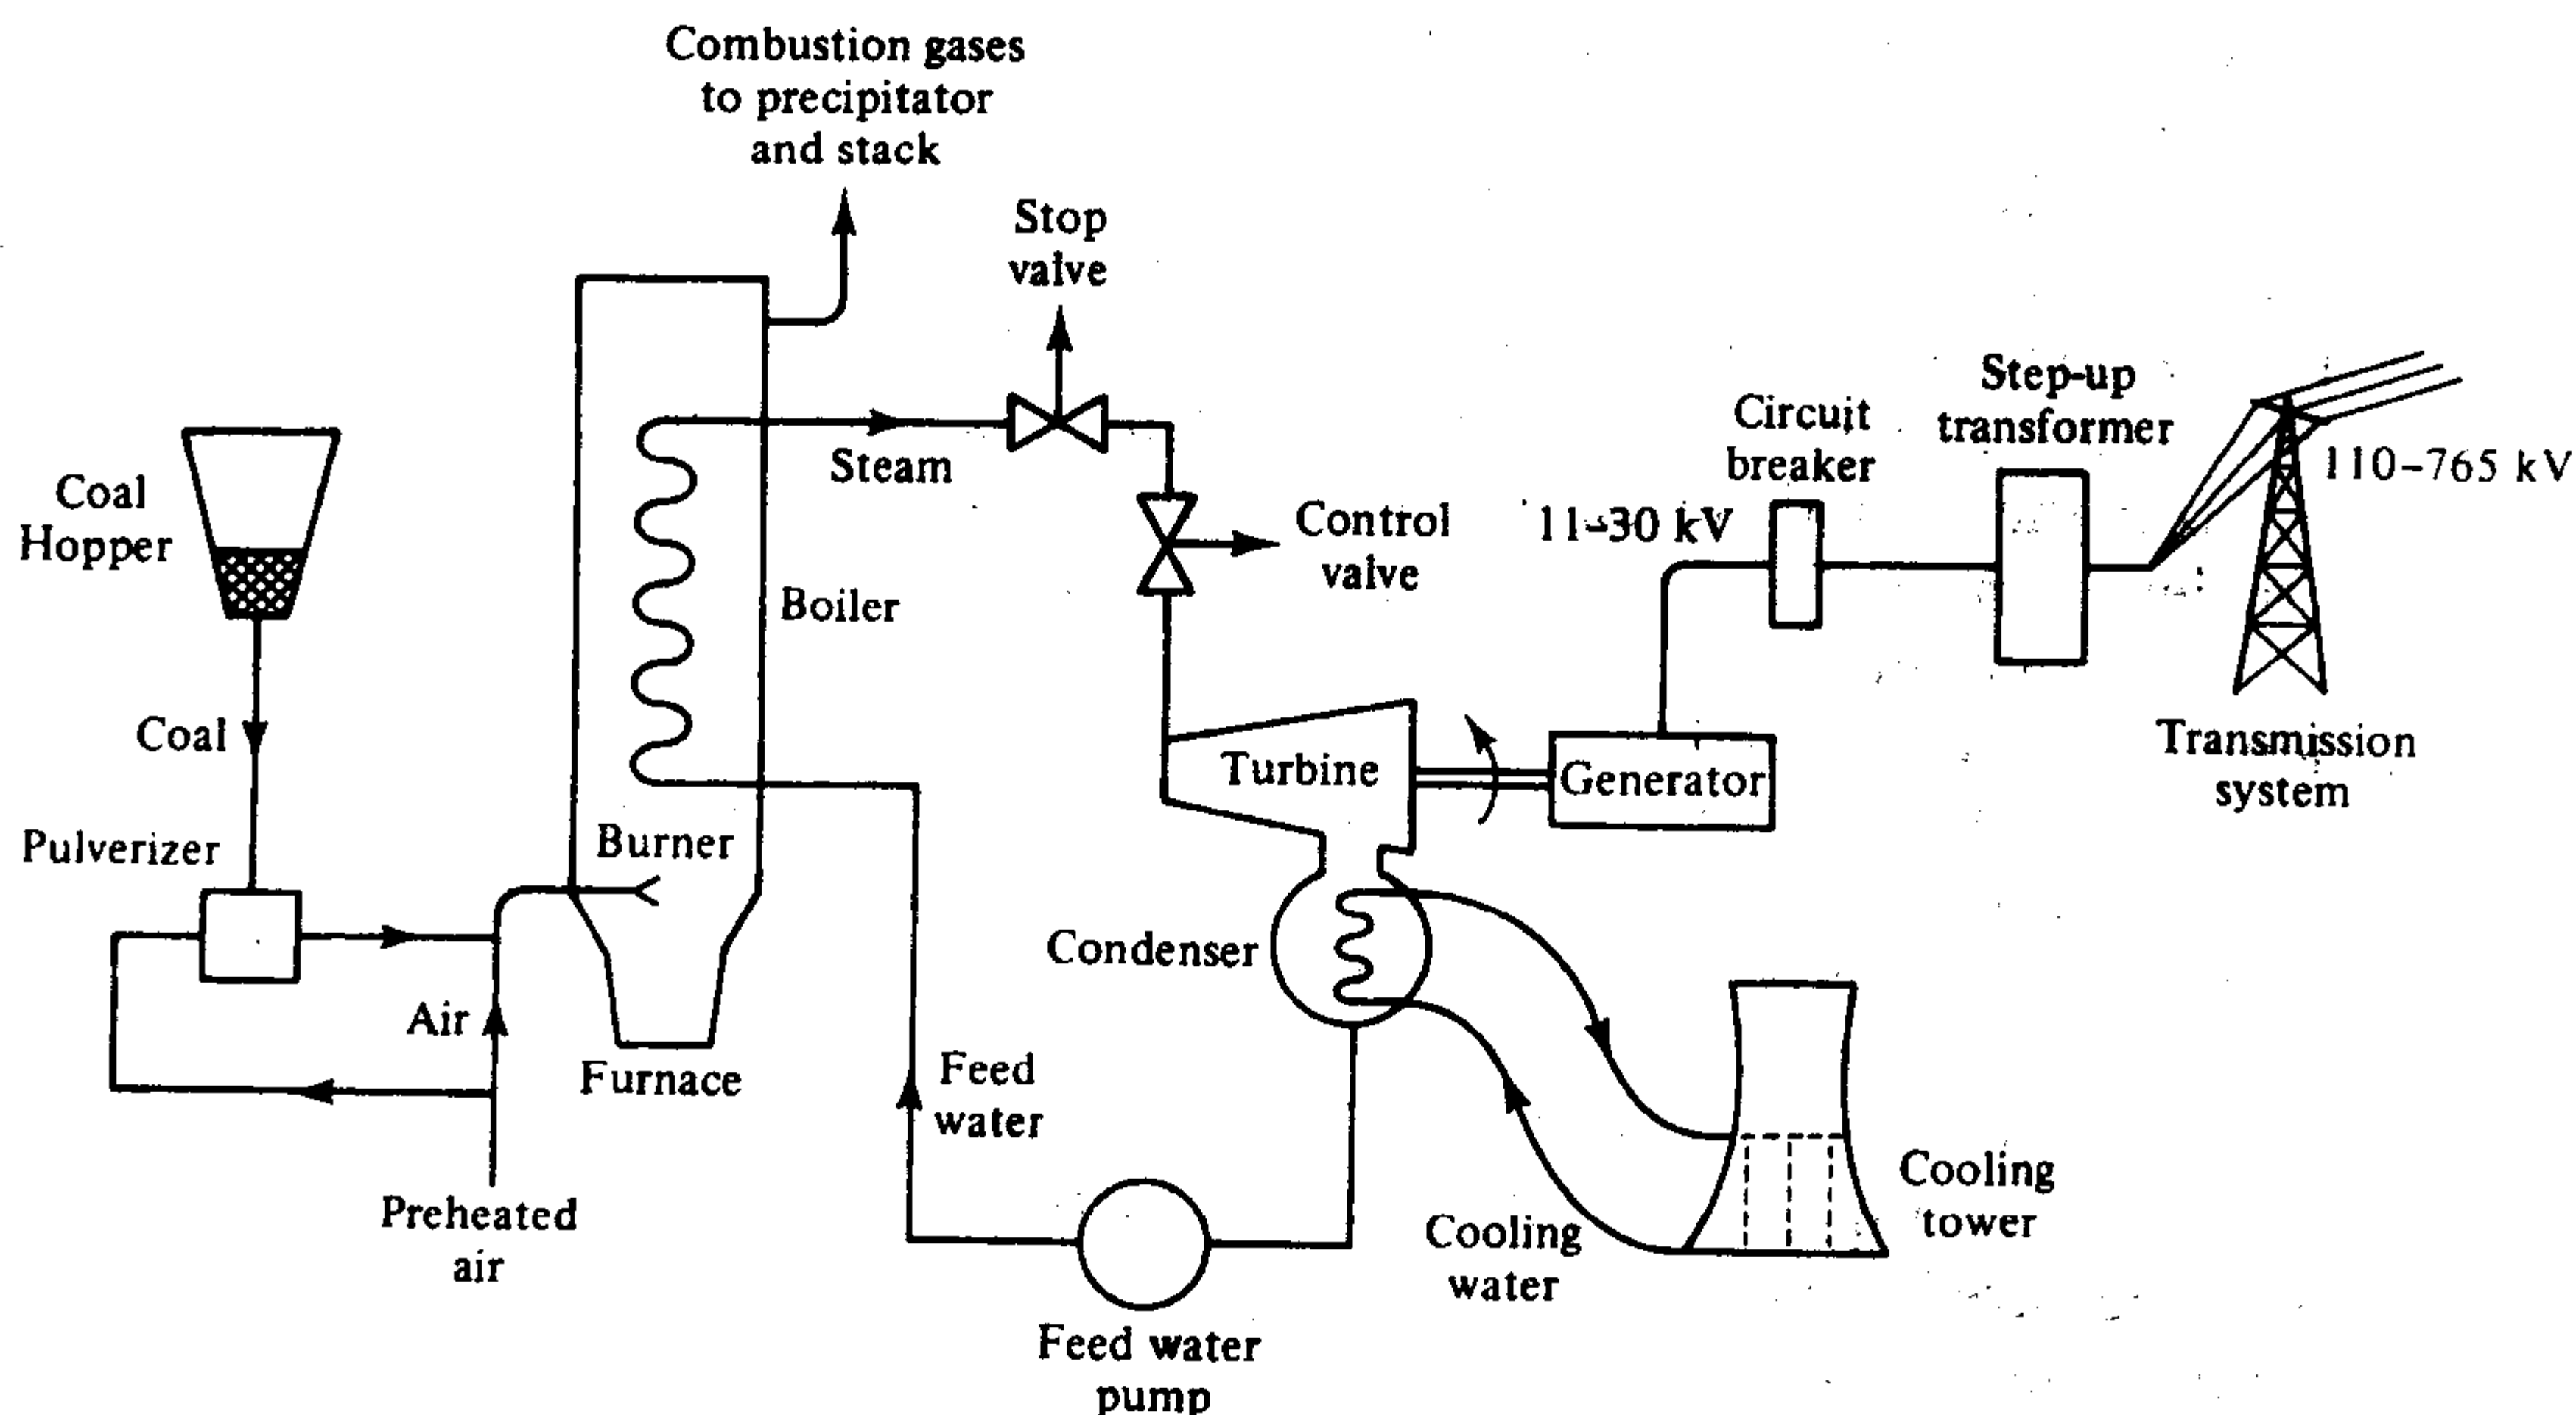 Combustion gases
to precipitator
and stack
Stop
valve
Step-up
transformer
Circuit
breaker
110-765 kV
Coal
Hopper
Steam
Control
valve
11-30 kV
Boiler
Coal
Turbine
Generator
Transmission
system
Pulverizer
Burner
Condenser
Air
Furnace
Feed
water
Cooling
tower
Preheated
air
Cooling
water
Feed water
pump